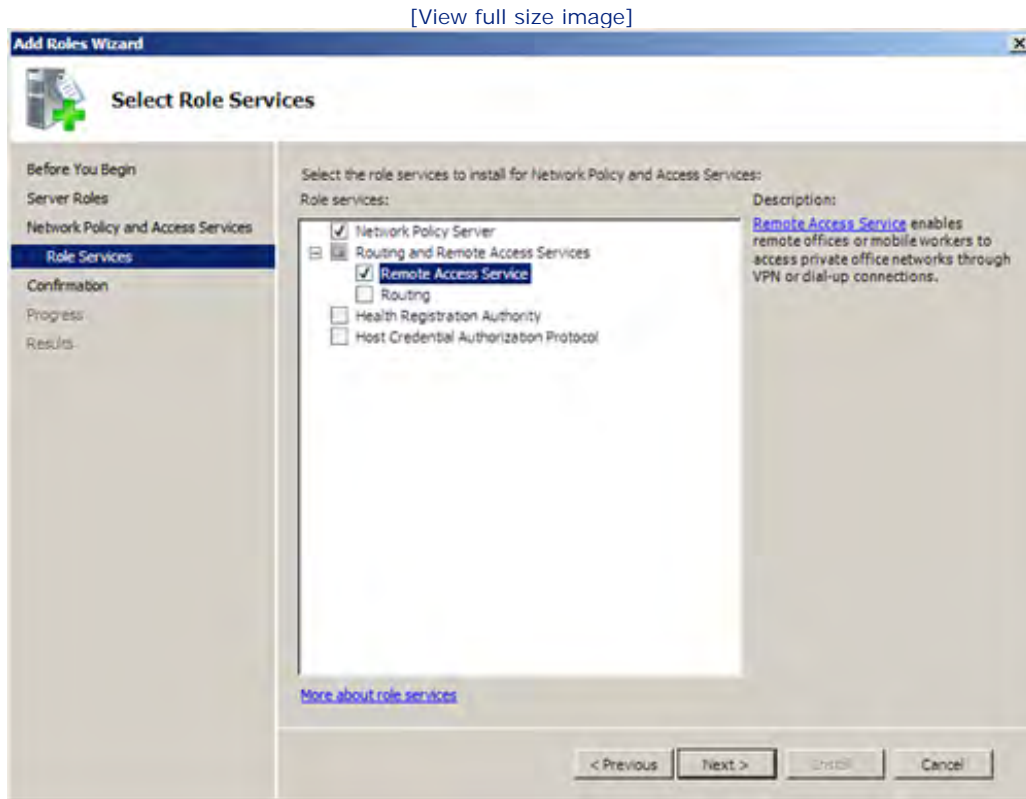 [View full size image]
Add Roles Wizard
Select Role Services
Before You Begin
Server Roles
Network Policy and Access Services
Role Services
Confirmation
Progress
Results
Select the role services to install for Network Policy and Access Services:
Role services:
Network Policy Server
Routing and Remote Access Services
Remote Access Service
Routing
Health Registration Authority
Host Credential Authorization Protocol
More about role services
Description:
Remote Access Service enables
remote offices or mobile workers to
access private office networks through
VPN or dial-up connections.
< Previous
Next >
Install
Cancel